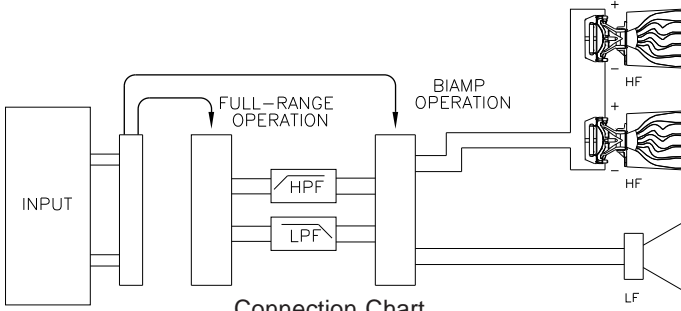 +
BIAMP
OPERATION
FULL-RANGE
OPERATION
-
HF
+
INPUT
HPF
-
HF
LPF
LF
Connection Chart